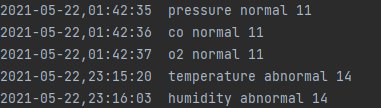 2021-05-22,01:42:35  pressure normal 11
2021-05-22,01:42:36  co normal 11
2021-05-22,01:42:37  o2 normal 11
2021-05-22,23:15:20  temperature abnormal 14
2021-05-22,23:16:03  humidity abnormal 14